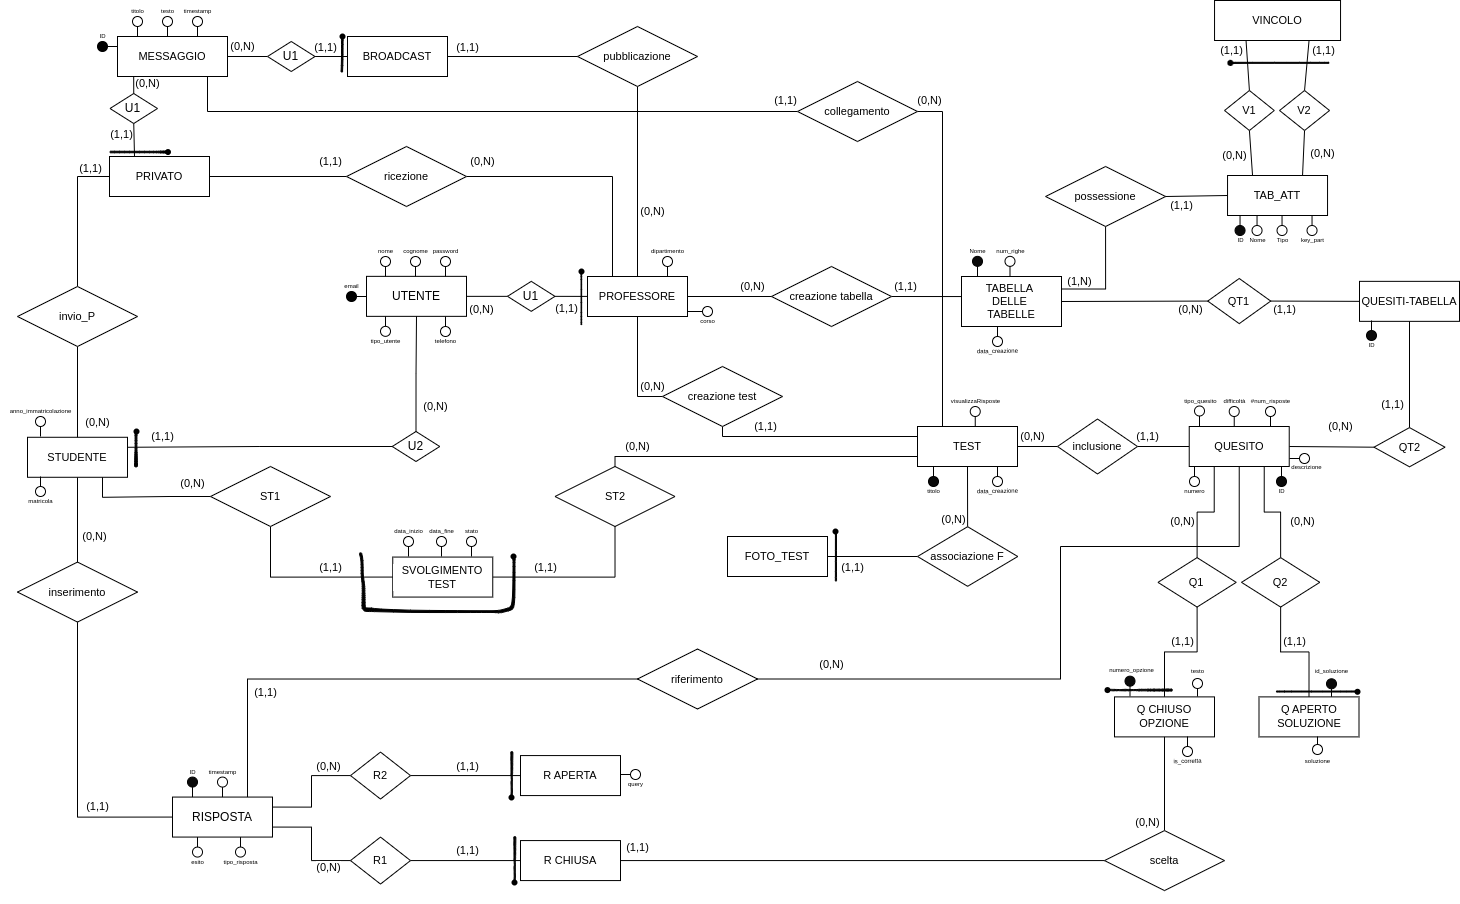 titolo
testo
timestamp
ID
MESSAGGIO
(0,N)
U1
(1,1)
BROADCAST
(1,1)
pubblicazione
VINCOLO
(1,1)
(1,1)
(0,N)
U1
(1,1)
(1,1)
collegamento
(0,N)
V1
V2
(0,N)
(0,N)
(1,1)
PRIVATO
(1,1)
ricezione
(0,N)
possessione
(1,1)
TAB_ATT
ID
Nome
Tipo
key_part
(0,N)
nome
cognome
password
email
UTENTE
tipo_utente
telefono
(0,N)
U1
(1,1)
dipartimento
PROFESSORE
corso
(0,N)
creazione tabella
(1,1)
Nome
num_righe
TABELLA
DELLE
TABELLE
data_creazione
(1,N)
(0,N)
QT1
(1,1)
QUESITI-TABELLA
ID
invio_P
(0,N)
creazione test
(1,1)
(0,N)
(1,1)
anno_immatricolazione
(0,N)
STUDENTE
matricola
(1,1)
U2
visualizzaRisposte
TEST
titolo
data_creazione
(0,N)
inclusione
(1,1)
tipo_quesito
difficoltà
#num_risposte
QUESITO
descrizione
numero
ID
(0,N)
QT2
(0,N)
ST1
(0,N)
ST2
(0,N)
(0,N)
(0,N)
(0,N)
data_inizio
data_fine
stato
(1,1)
SVOLGIMENTO
TEST
(1,1)
FOTO_TEST
(1,1)
associazione F
Q1
Q2
inserimento
(1,1)
(1,1)
(1,1)
riferimento
(0,N)
numero_opzione
testo
Q CHIUSO
OPZIONE
id_soluzione
Q APERTO
SOLUZIONE
soluzione
(1,1)
ID
timestamp
RISPOSTA
esito
tipo_risposta
(0,N)
R2
(1,1)
R APERTA
query
(0,N)
R1
(1,1)
R CHIUSA
(1,1)
(0,N)
scelta